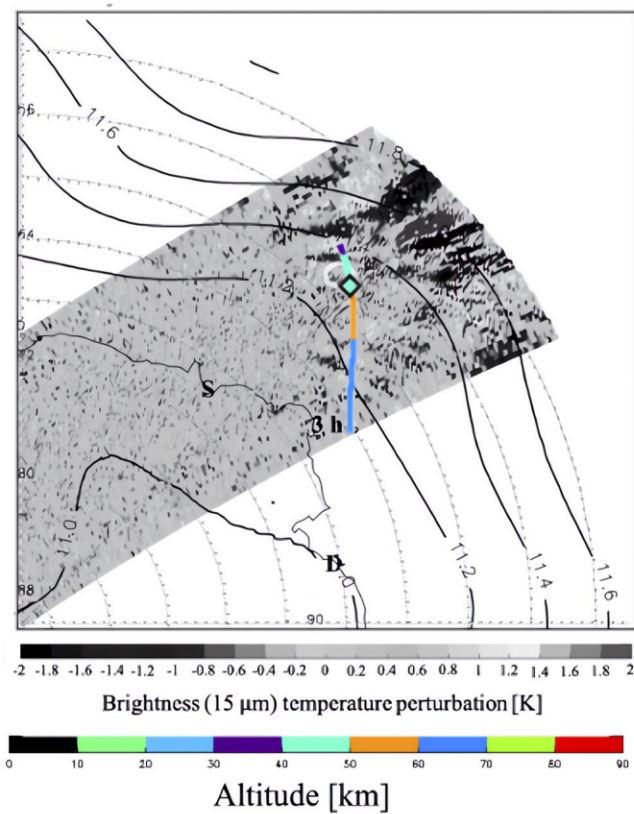 11.6
11.8
11.2
S
3 h
80
11.0
D
11.2
11.4
11.6
90
-2 -1.8 -1.6 -1.4 -1.2 -1 -0.8 -0.6 -0.4 -0.2 0 0.2 0.4 0.6 0.8 1 1.2 1.4 1.6 1.8 2
Brightness (15 μm) temperature perturbation [K]
0 10 20 30 40 50 60 70 80 90
Altitude [km]